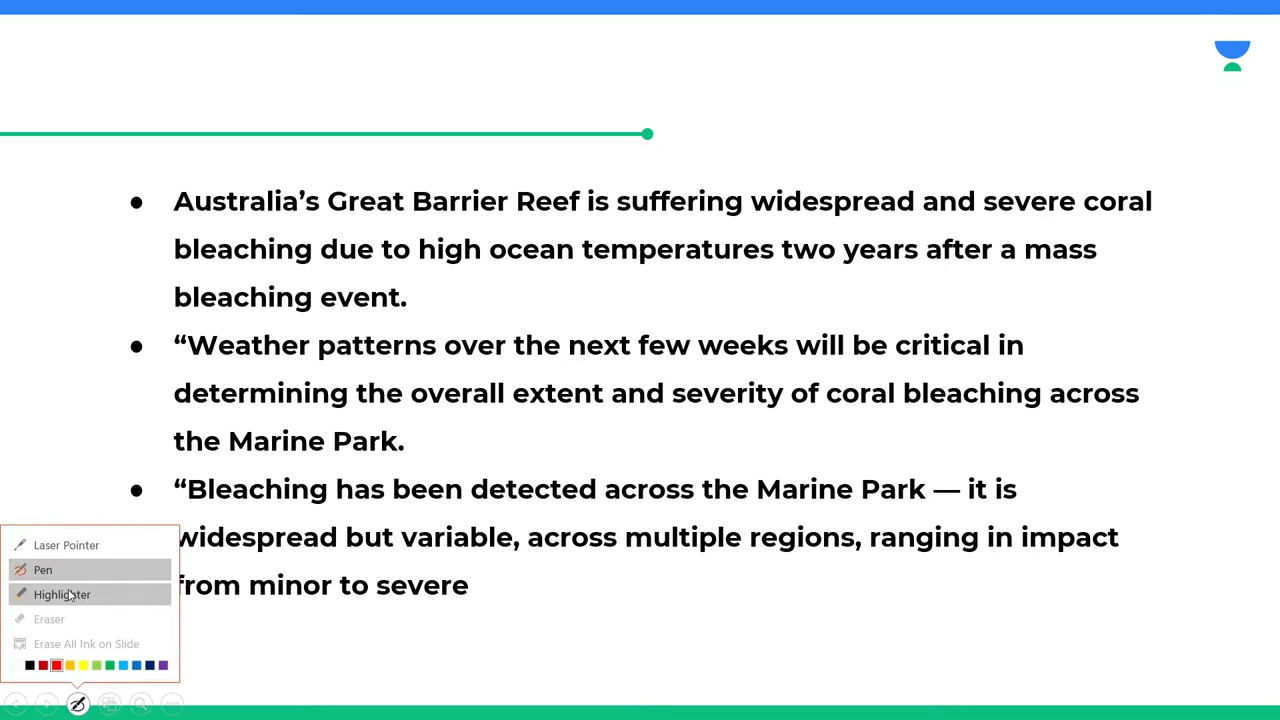 ● Australia’s Great Barrier Reef is suffering widespread and severe coral
bleaching due to high ocean temperatures two years after a mass
bleaching event.
● “Weather patterns over the next few weeks will be critical in
determining the overall extent and severity of coral bleaching across
the Marine Park.
● “Bleaching has been detected across the Marine Park — it is
widespread but variable, across multiple regions, ranging in impact
from minor to severe
Laser Pointer
Pen
Highlighter
Eraser
Erase All Ink on Slide